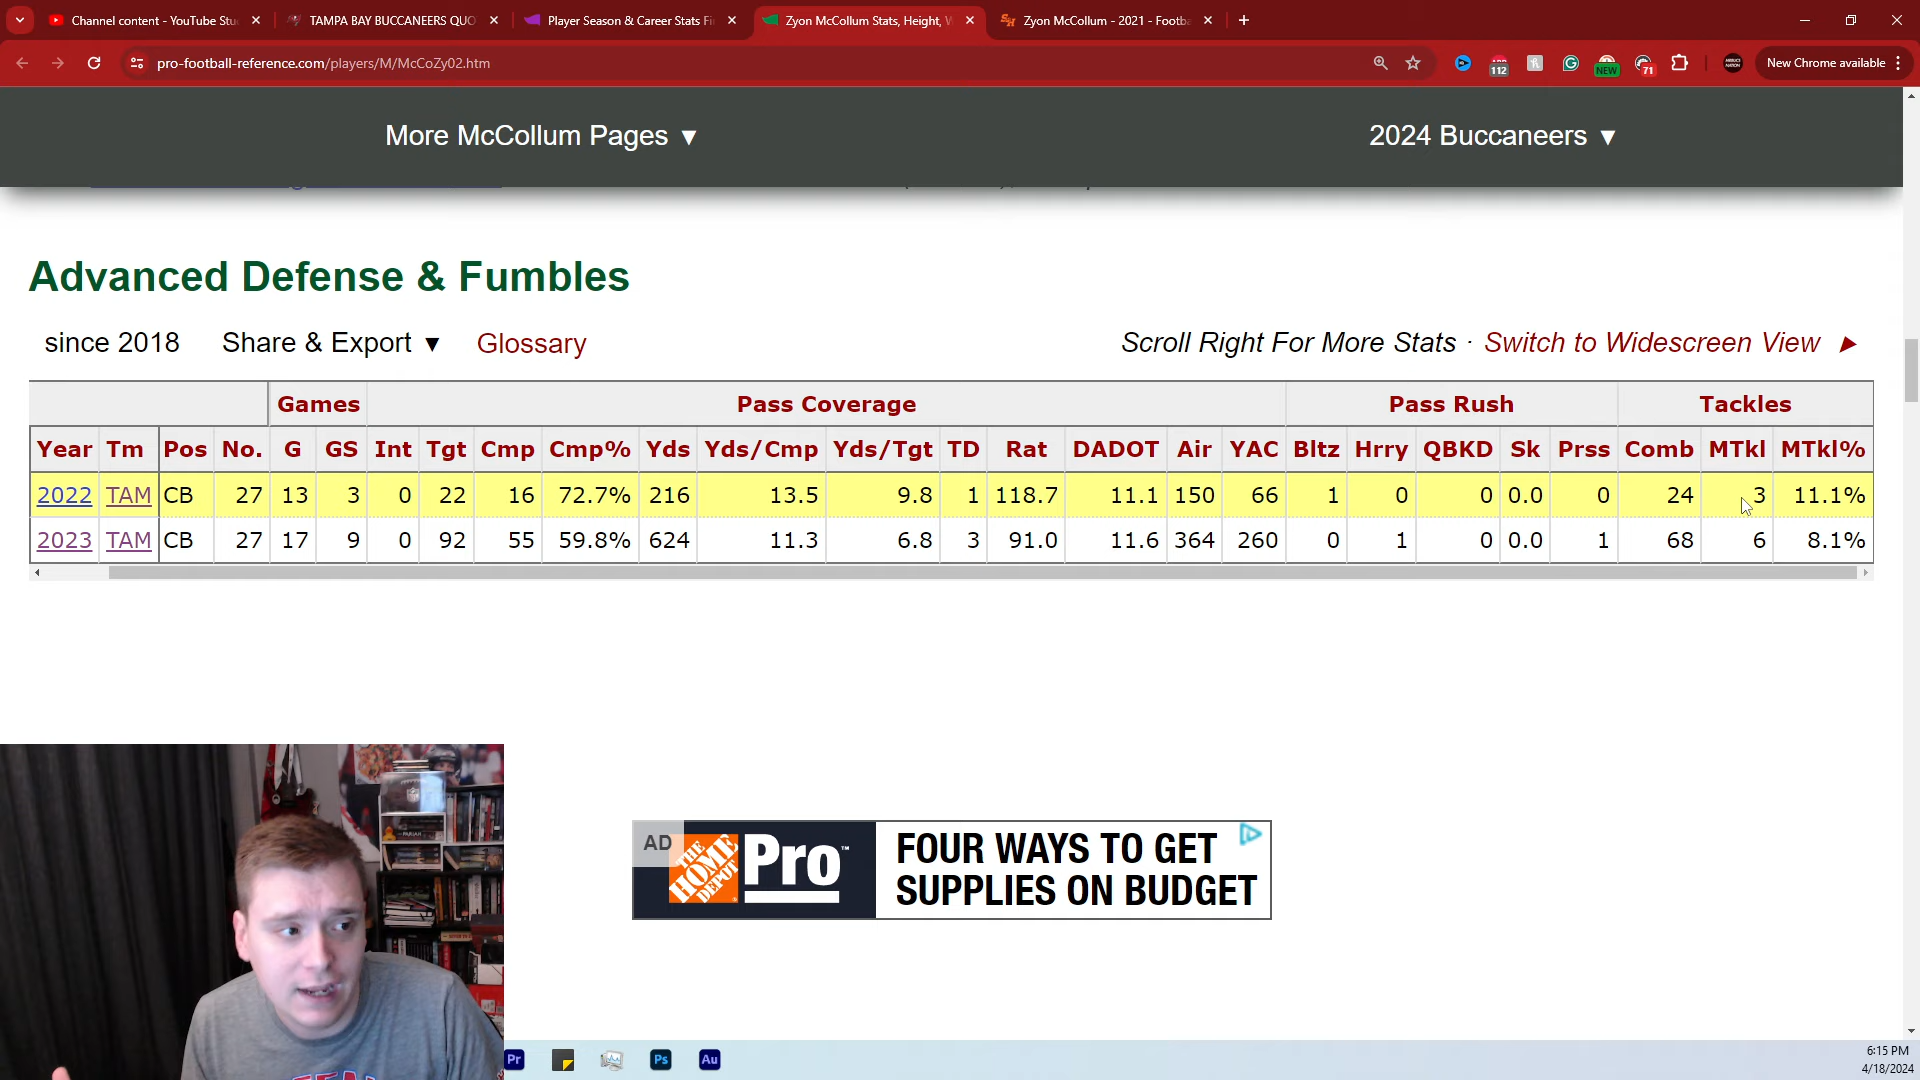 Channel content - YouTube Stu
TAMPA BAY BUCCANEERS QUO
Player Season & Career Stats Fi
Zyon McCollum Stats, Height, W
Zyon McCollum - 2021 - Footba
pro-football-reference.com/players/M/McCoZy02.htm
112
NEW
71
New Chrome available
More McCollum Pages ▼
2024 Buccaneers ▼
Advanced Defense & Fumbles
since 2018 Share & Export ▼ Glossary
Scroll Right For More Stats · Switch to Widescreen View ►
Games Pass Coverage Pass Rush Tackles
Year Tm Pos No. G GS Int Tgt Cmp Cmp% Yds Yds/Cmp Yds/Tgt TD Rat DADOT Air YAC Bltz Hrry QBKD Sk Prss Comb MTkl MTkl%
2022 TAM CB 27 13 3 0 22 16 72.7% 216 13.5 9.8 1 118.7 11.1 150 66 1 0 0 0.0 0 24 3 11.1%
2023 TAM CB 27 17 9 0 92 55 59.8% 624 11.3 6.8 3 91.0 11.6 364 260 0 1 0 0.0 1 68 6 8.1%
AD
THE HOME DEPOT
Pro™
FOUR WAYS TO GET
SUPPLIES ON BUDGET
Pr
Ps
Au
6:15 PM
4/18/2024